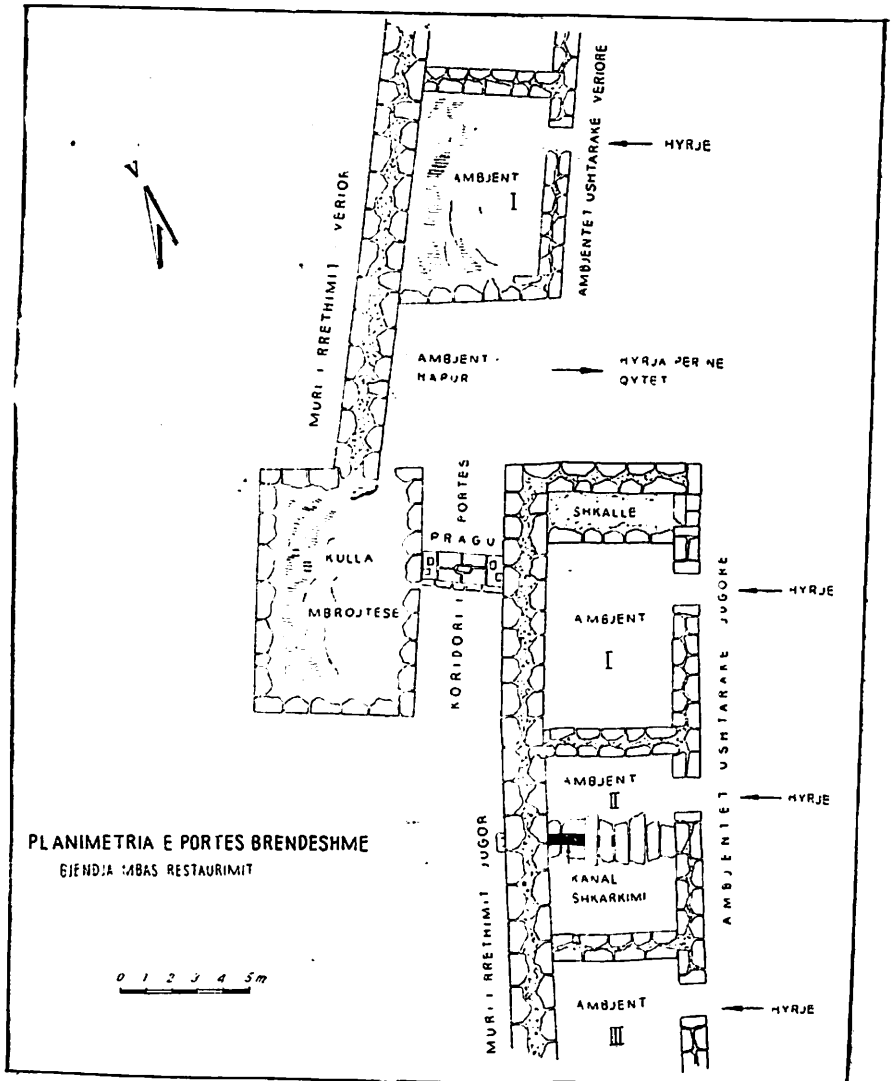 HYRJE
AMBJENT
I
AMBJENTET USHTARAKE VERIORE
MURI I RRETHIMIT VERIOR
AMBJENT
HAPUR
HYRJA PER NE
QYTET
KORIDORI I PORTES
PRAGU
SHKALLE
KULLA
MBROJTESE
HYRJE
AMBJENT
I
AMBJENTET USHTARAKE JUGORE
AMBJENT
II
HYRJE
KANAL
SHKARKIMI
MURI I RRETHIMIT JUGOR
PLANIMETRIA E PORTES BRENDESHME
GJENDJA MBAS RESTAURIMIT
0 1 2 3 4 5m
AMBJENT
III
HYRJE